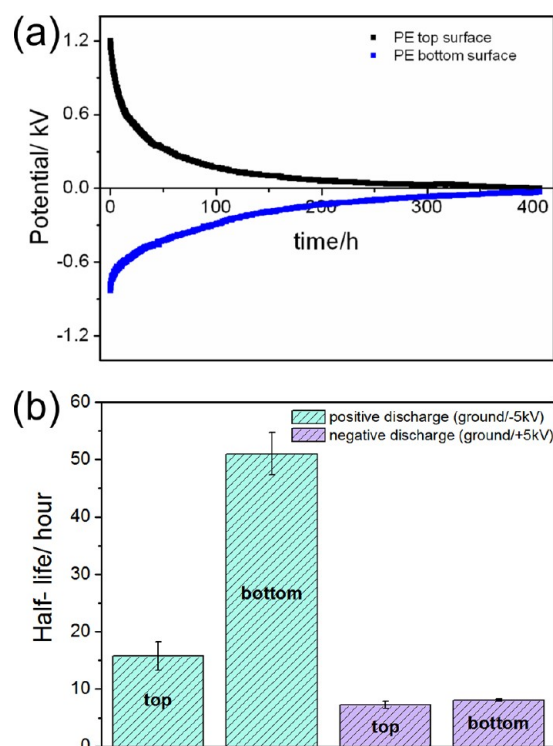 (a)
PE top surface
PE bottom surface
Potential/ kV
1.2
0.6
0.0
-0.6
-1.2
0
100
200
300
400
time/h
(b)
positive discharge (ground/-5kV)
negative discharge (ground/+5kV)
Half- life/ hour
60
50
40
30
20
10
0
top
bottom
top
bottom